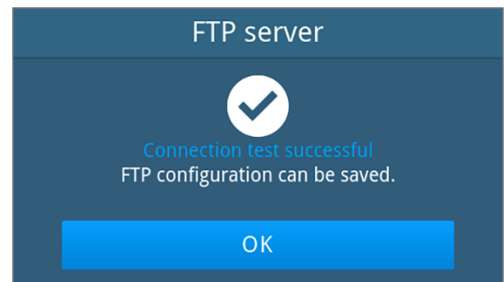 FTP server
Connection test successful
FTP configuration can be saved.
OK